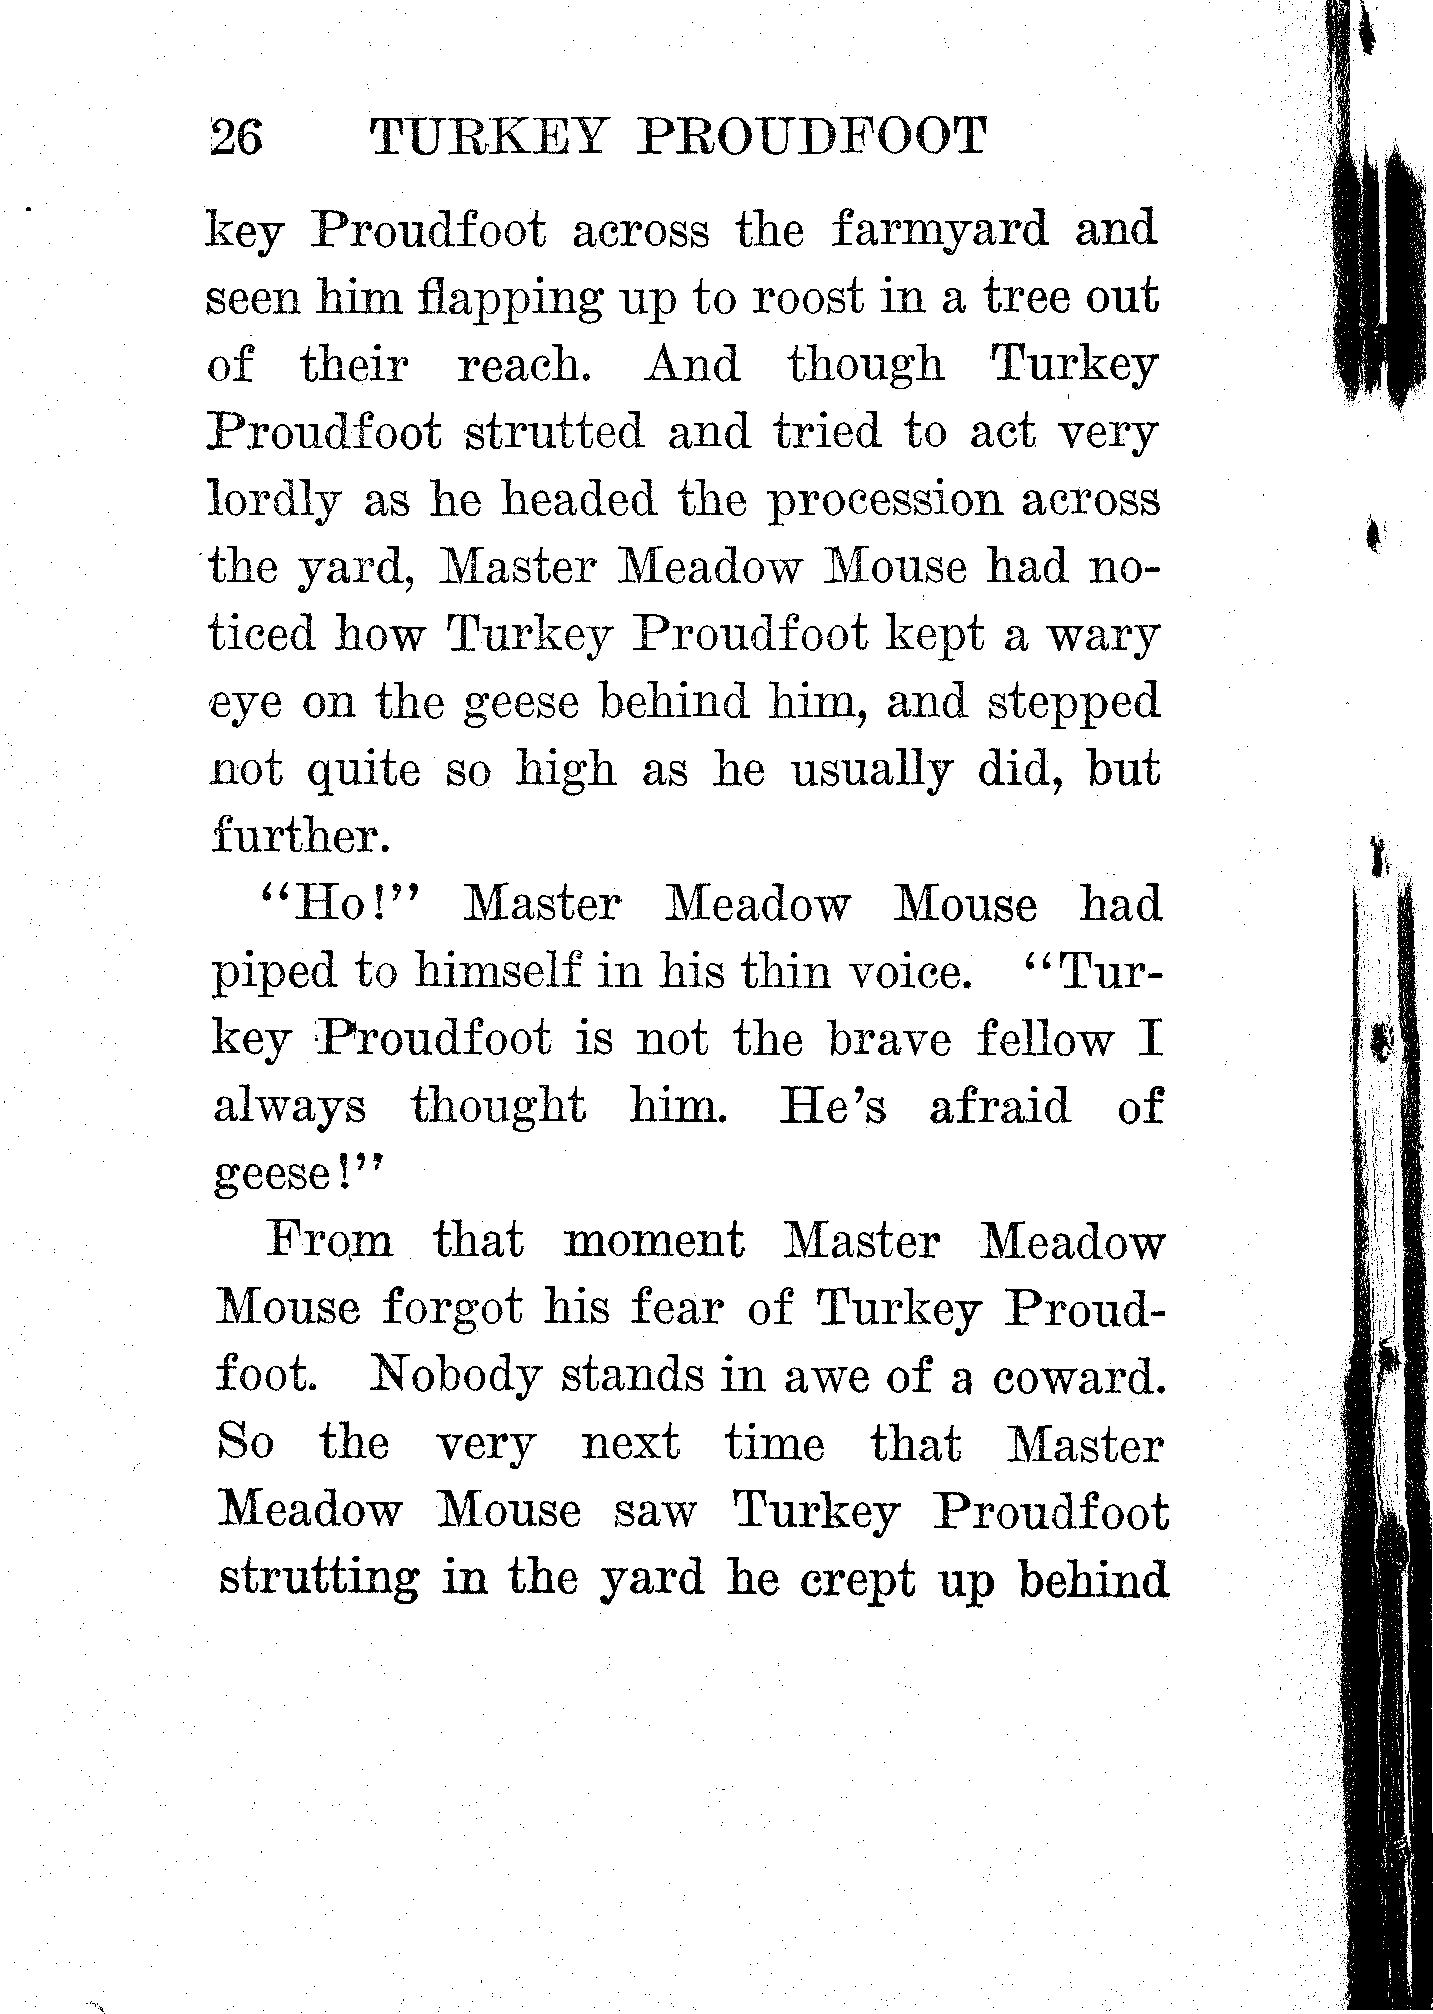 26 TURKEY PROUDFOOT
key Proudfoot across the farmyard and
seen him flapping up to roost in a tree out
of their reach. And though Turkey
Proudfoot strutted and tried to act very
lordly as he headed the procession across
the yard, Master Meadow Mouse had no-
ticed how Turkey Proudfoot kept a wary
eye on the geese behind him, and stepped
not quite so high as he usually did, but
further.
"Ho!" Master Meadow Mouse had
piped to himself in his thin voice. "Tur-
key Proudfoot is not the brave fellow I
always thought him. He's afraid of
geese!"
From that moment Master Meadow
Mouse forgot his fear of Turkey Proud-
foot. Nobody stands in awe of a coward.
So the very next time that Master
Meadow Mouse saw Turkey Proudfoot
strutting in the yard he crept up behind